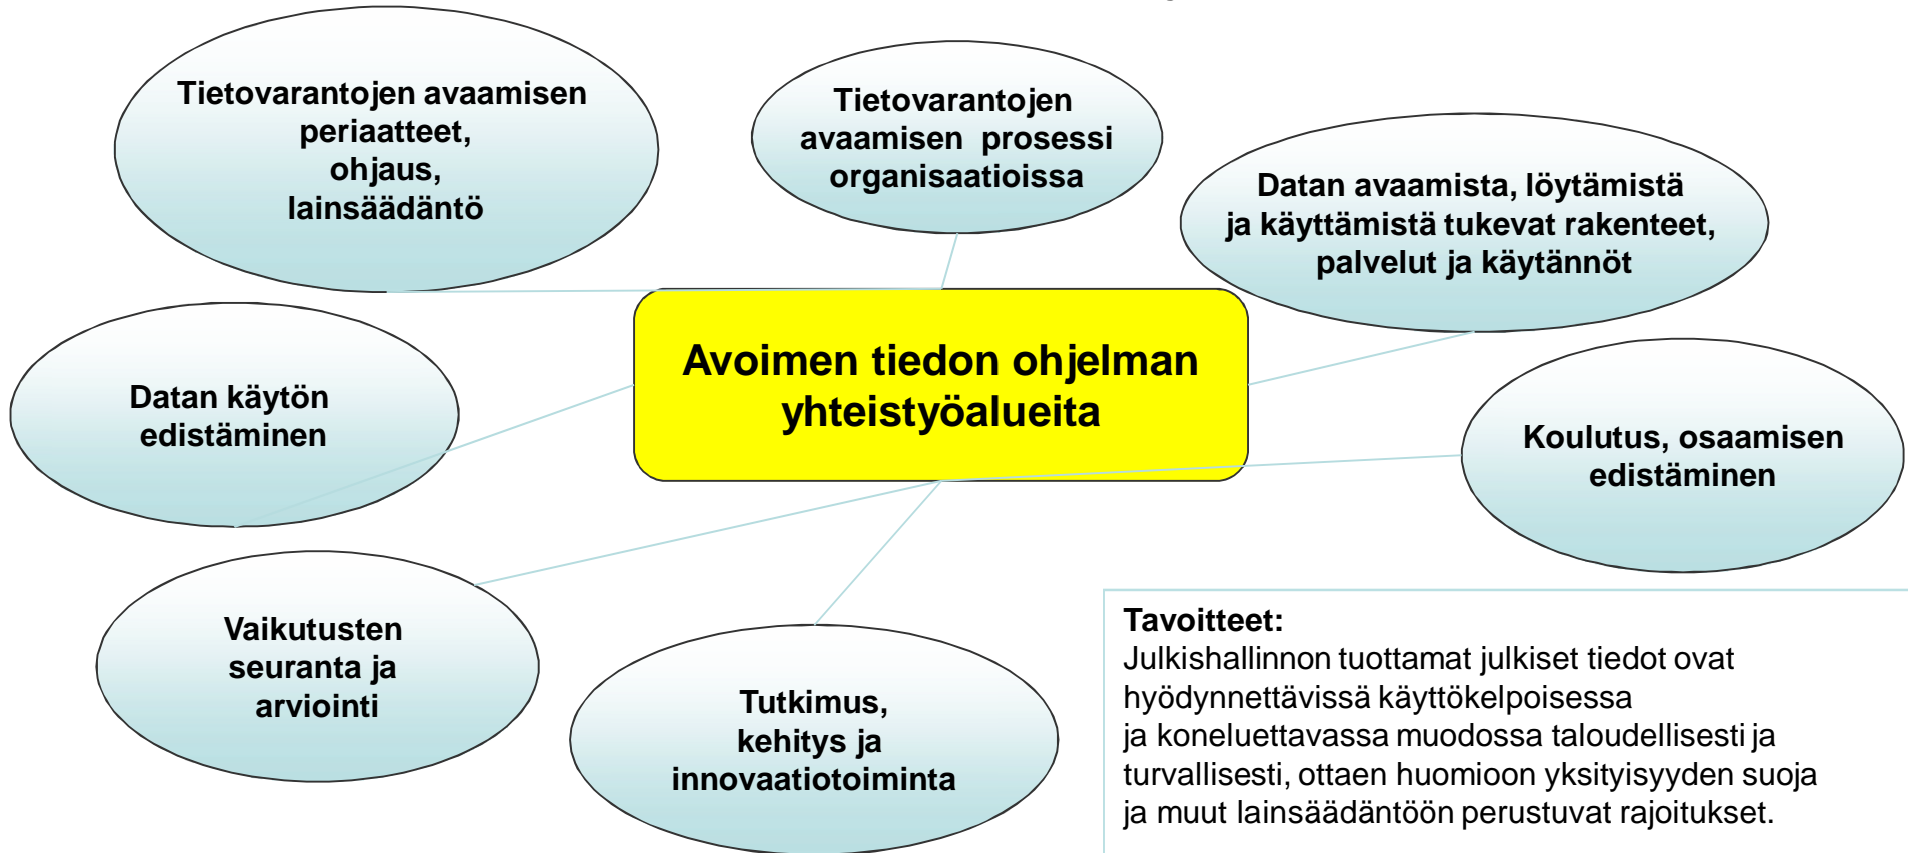 Tietovarantojen avaamisen
periaatteet,
ohjaus,
lainsäädäntö
Tietovarantojen
avaamisen prosessi
organisaatioissa
Datan avaamista, löytämistä
ja käyttämistä tukevat rakenteet,
palvelut ja käytännöt
Avoimen tiedon ohjelman
yhteistyöalueita
Datan käytön
edistäminen
Koulutus, osaamisen
edistäminen
Vaikutusten
seuranta ja
arviointi
Tutkimus,
kehitys ja
innovaatiotoiminta
Tavoitteet:
Julkishallinnon tuottamat julkiset tiedot ovat
hyödynnettävissä käyttökelpoisessa
ja koneluettavassa muodossa taloudellisesti ja
turvallisesti, ottaen huomioon yksityisyyden suoja
ja muut lainsäädäntöön perustuvat rajoitukset.